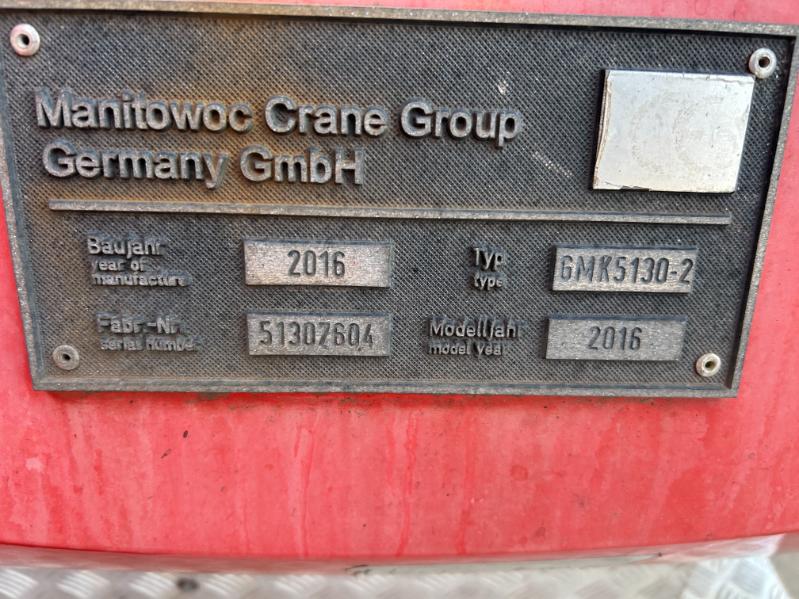 Manitowoc Crane Group
Germany GmbH
Baujahr
year of
manufacture
2016
Typ
type
GMK5130-2
Fabr.-Nr.
serial number
51307604
Modelljahr
model year
2016